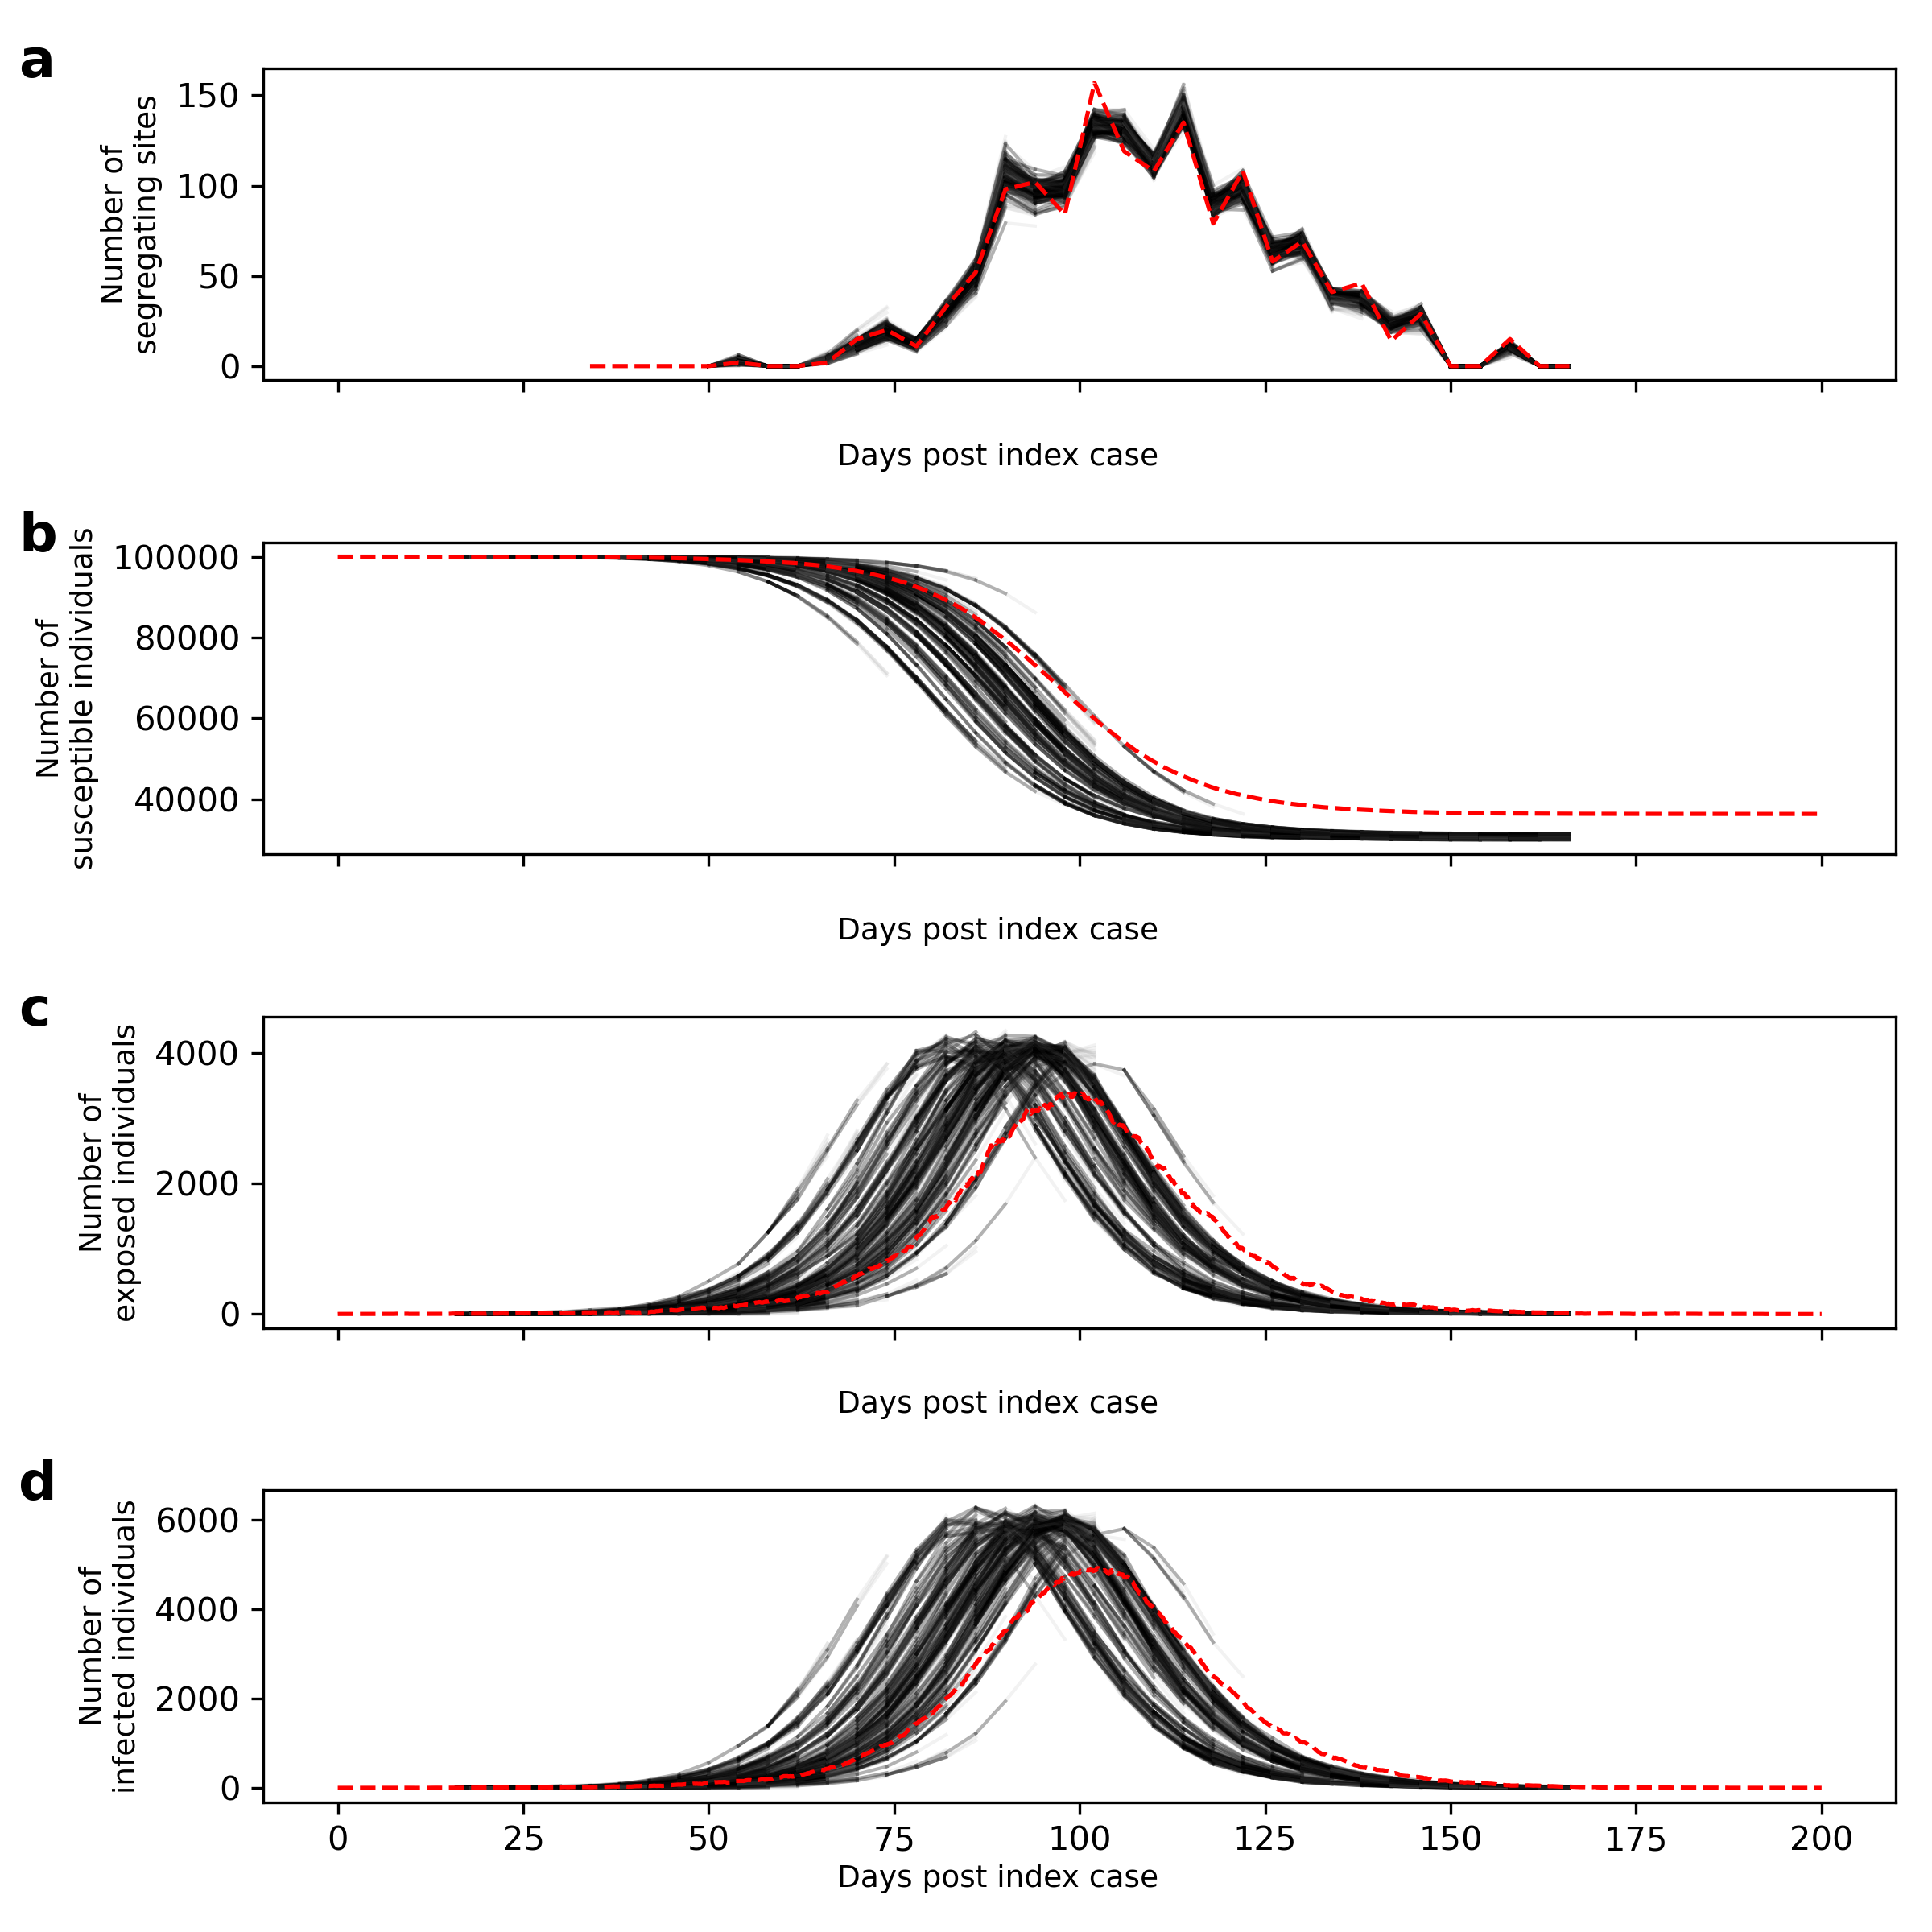 a
Number of
segregating sites
150
100
50
0
Days post index case
b
Number of
susceptible individuals
100000
80000
60000
40000
Days post index case
c
Number of
exposed individuals
4000
2000
0
Days post index case
d
Number of
infected individuals
6000
4000
2000
0
0 25 50 75 100 125 150 175 200
Days post index case